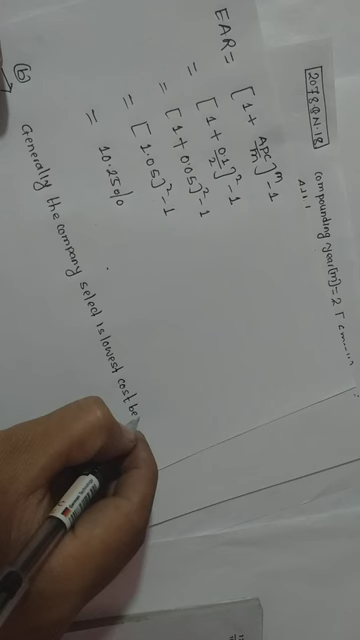 2078 Q.N.18
compounding year(m) = 2
EAR = [1 + APC/m]^m - 1
= [1 + 0.1/2]^2 - 1
= [1 + 0.05]^2 - 1
= [1.05]^2 - 1
= 10.25%
(b) Generally the company select is lowest cost be